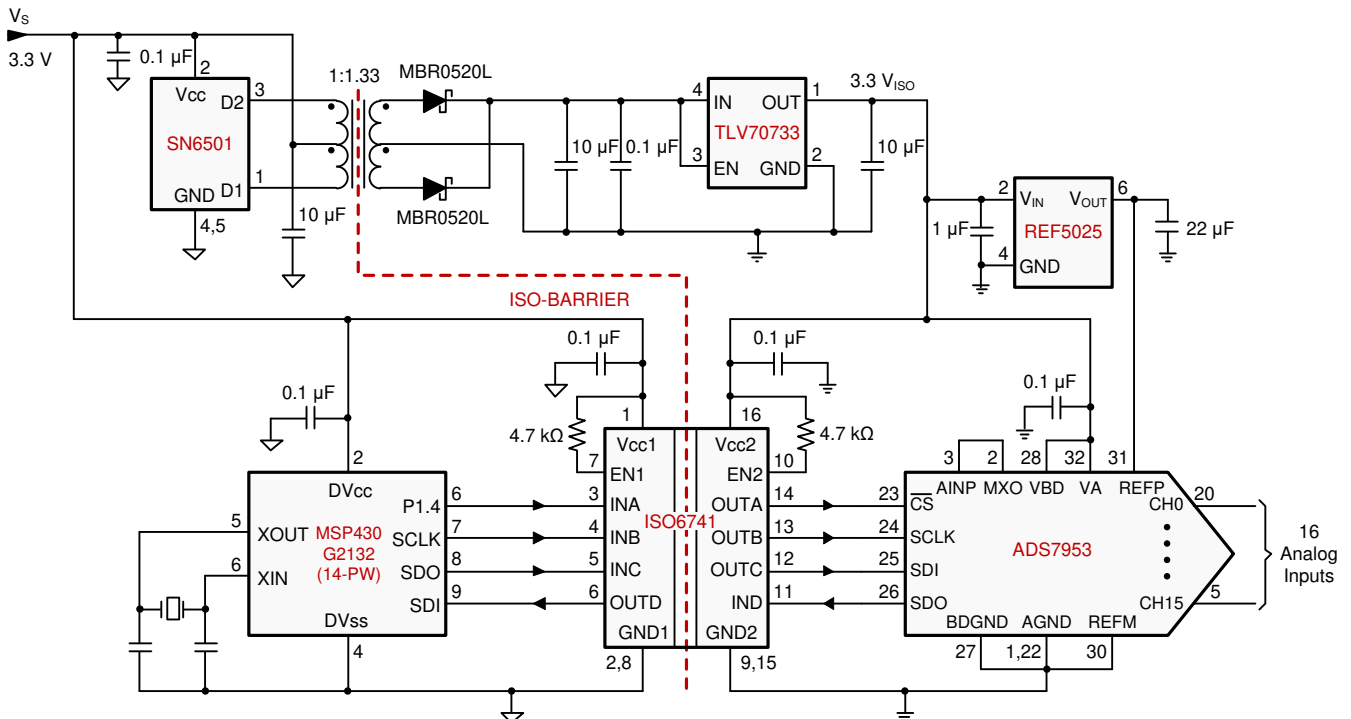 VS
3.3 V
0.1 µF
2
Vcc
D2
3
SN6501
D1
1
GND
4,5
10 µF
1:1.33
MBR0520L
MBR0520L
10 µF
0.1 µF
4
IN
OUT
1
TLV70733
3
EN
GND
2
3.3 VISO
10 µF
2
VIN
VOUT
6
1 µF
REF5025
22 µF
4
GND
ISO-BARRIER
0.1 µF
0.1 µF
0.1 µF
0.1 µF
4.7 kΩ
1
16
4.7 kΩ
Vcc1
Vcc2
7
EN1
EN2
10
3
INA
OUTA
14
4
INB
OUTB
13
ISO6741
5
INC
OUTC
12
6
OUTD
IND
11
GND1
GND2
2,8
9,15
2
DVcc
P1.4
6
5
XOUT
MSP430
G2132
(14-PW)
SCLK
7
6
XIN
SDO
8
SDI
9
DVss
4
3
2
28
32
31
AINP
MXO
VBD
VA
REFP
23
CS
CH0
20
24
SCLK
ADS7953
25
SDI
26
SDO
CH15
5
BDGND
AGND
REFM
27
1,22
30
16
Analog
Inputs